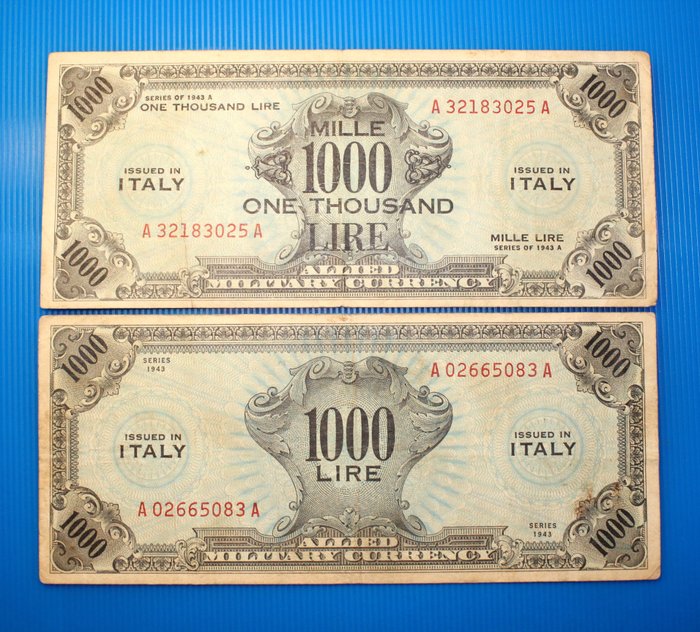 1000
1000
SERIES OF 1943 A
ONE THOUSAND LIRE
A 32183025 A
MILLE
1000
ONE THOUSAND
LIRE
ISSUED IN
ITALY
ISSUED IN
ITALY
A 32183025 A
MILLE LIRE
SERIES OF 1943 A
1000
1000
ALLIED
MILITARY CURRENCY
1000
1000
SERIES
1943
A 02665083 A
1000
LIRE
ISSUED IN
ITALY
ISSUED IN
ITALY
A 02665083 A
SERIES
1943
1000
1000
ALLIED
MILITARY CURRENCY